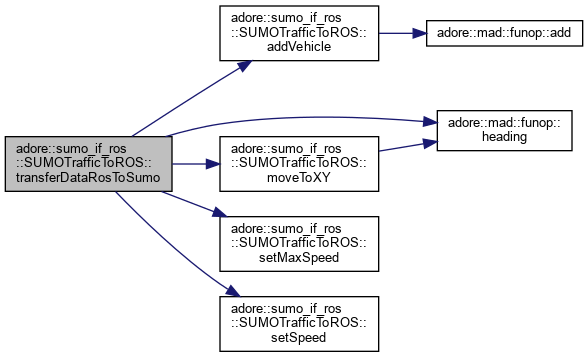 adore::sumo_if_ros
::SUMOTrafficToROS::
addVehicle
adore::mad::funop::add
adore::mad::funop::
heading
adore::sumo_if_ros
::SUMOTrafficToROS::
transferDataRosToSumo
adore::sumo_if_ros
::SUMOTrafficToROS::
moveToXY
adore::sumo_if_ros
::SUMOTrafficToROS::
setMaxSpeed
adore::sumo_if_ros
::SUMOTrafficToROS::
setSpeed